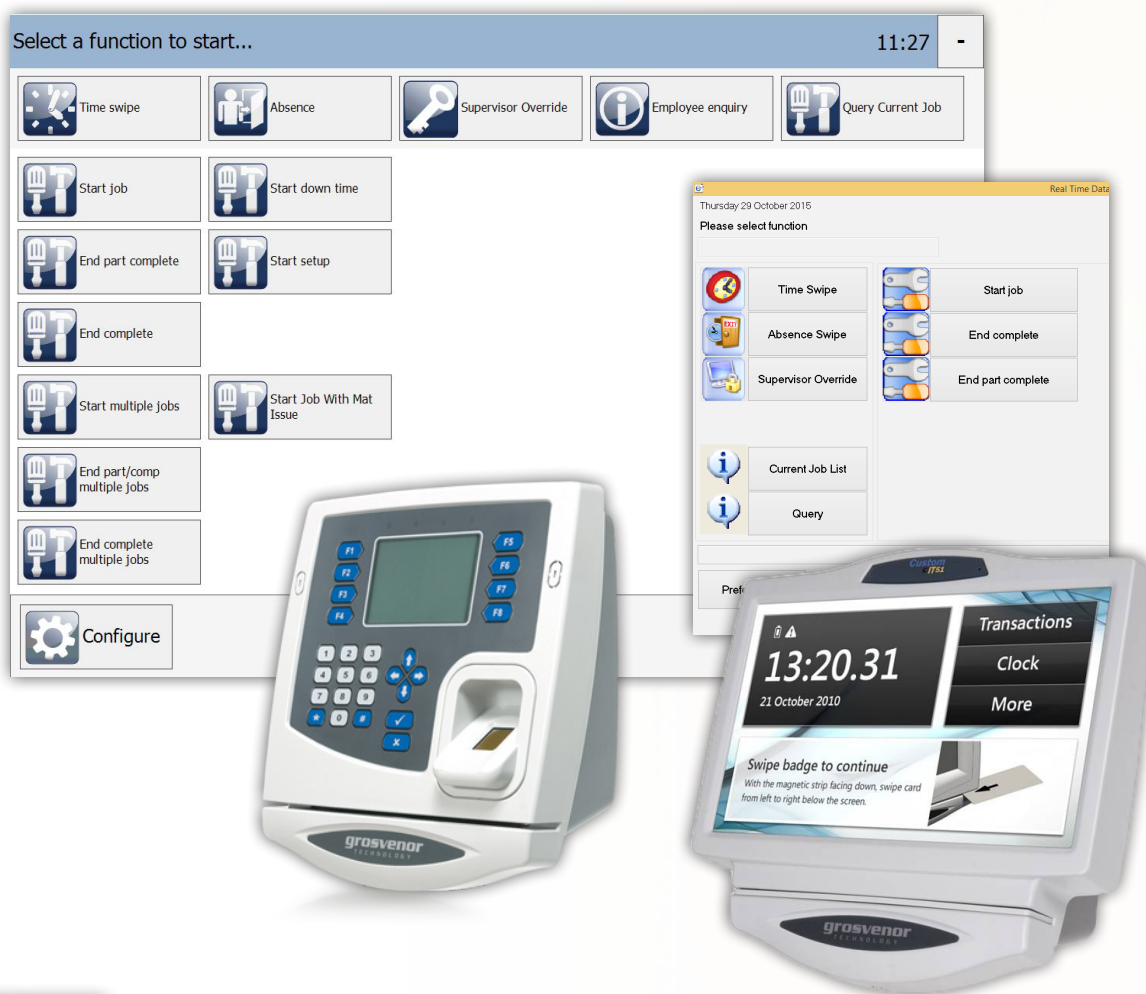 Select a function to start...
11:27
-
Time swipe
Absence
Supervisor Override
Employee enquiry
Query Current Job
Start job
Start down time
End part complete
Start setup
End complete
Start multiple jobs
Start Job With Mat
Issue
End part/comp
multiple jobs
End complete
multiple jobs
Configure
Real Time Data
Thursday 29 October 2015
Please select function
Time Swipe
Start job
EXIT
Absence Swipe
End complete
Supervisor Override
End part complete
Current Job List
Query
Pref
F1
F2
F3
F4
F5
F6
F7
F8
1 2 3
4 5 6
7 8 9
* 0 #
✓
X
grosvenor
TECHNOLOGY
Custom
IT51
13:20.31
21 October 2010
Transactions
Clock
More
Swipe badge to continue
With the magnetic strip facing down, swipe card
from left to right below the screen.
grosvenor
TECHNOLOGY